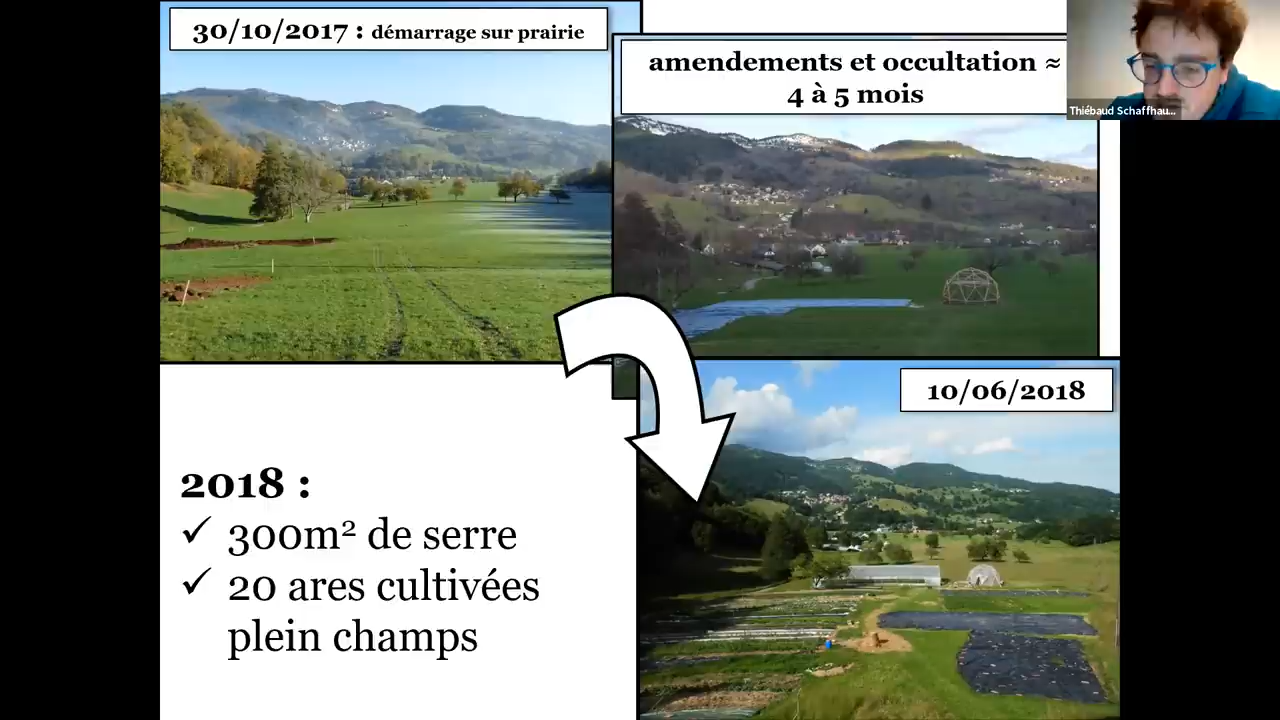 30/10/2017 : démarrage sur prairie
amendements et occultation ≈
4 à 5 mois
Thiébaud Schaffhau...
10/06/2018
2018 :
✓ 300m² de serre
✓ 20 ares cultivées
plein champs